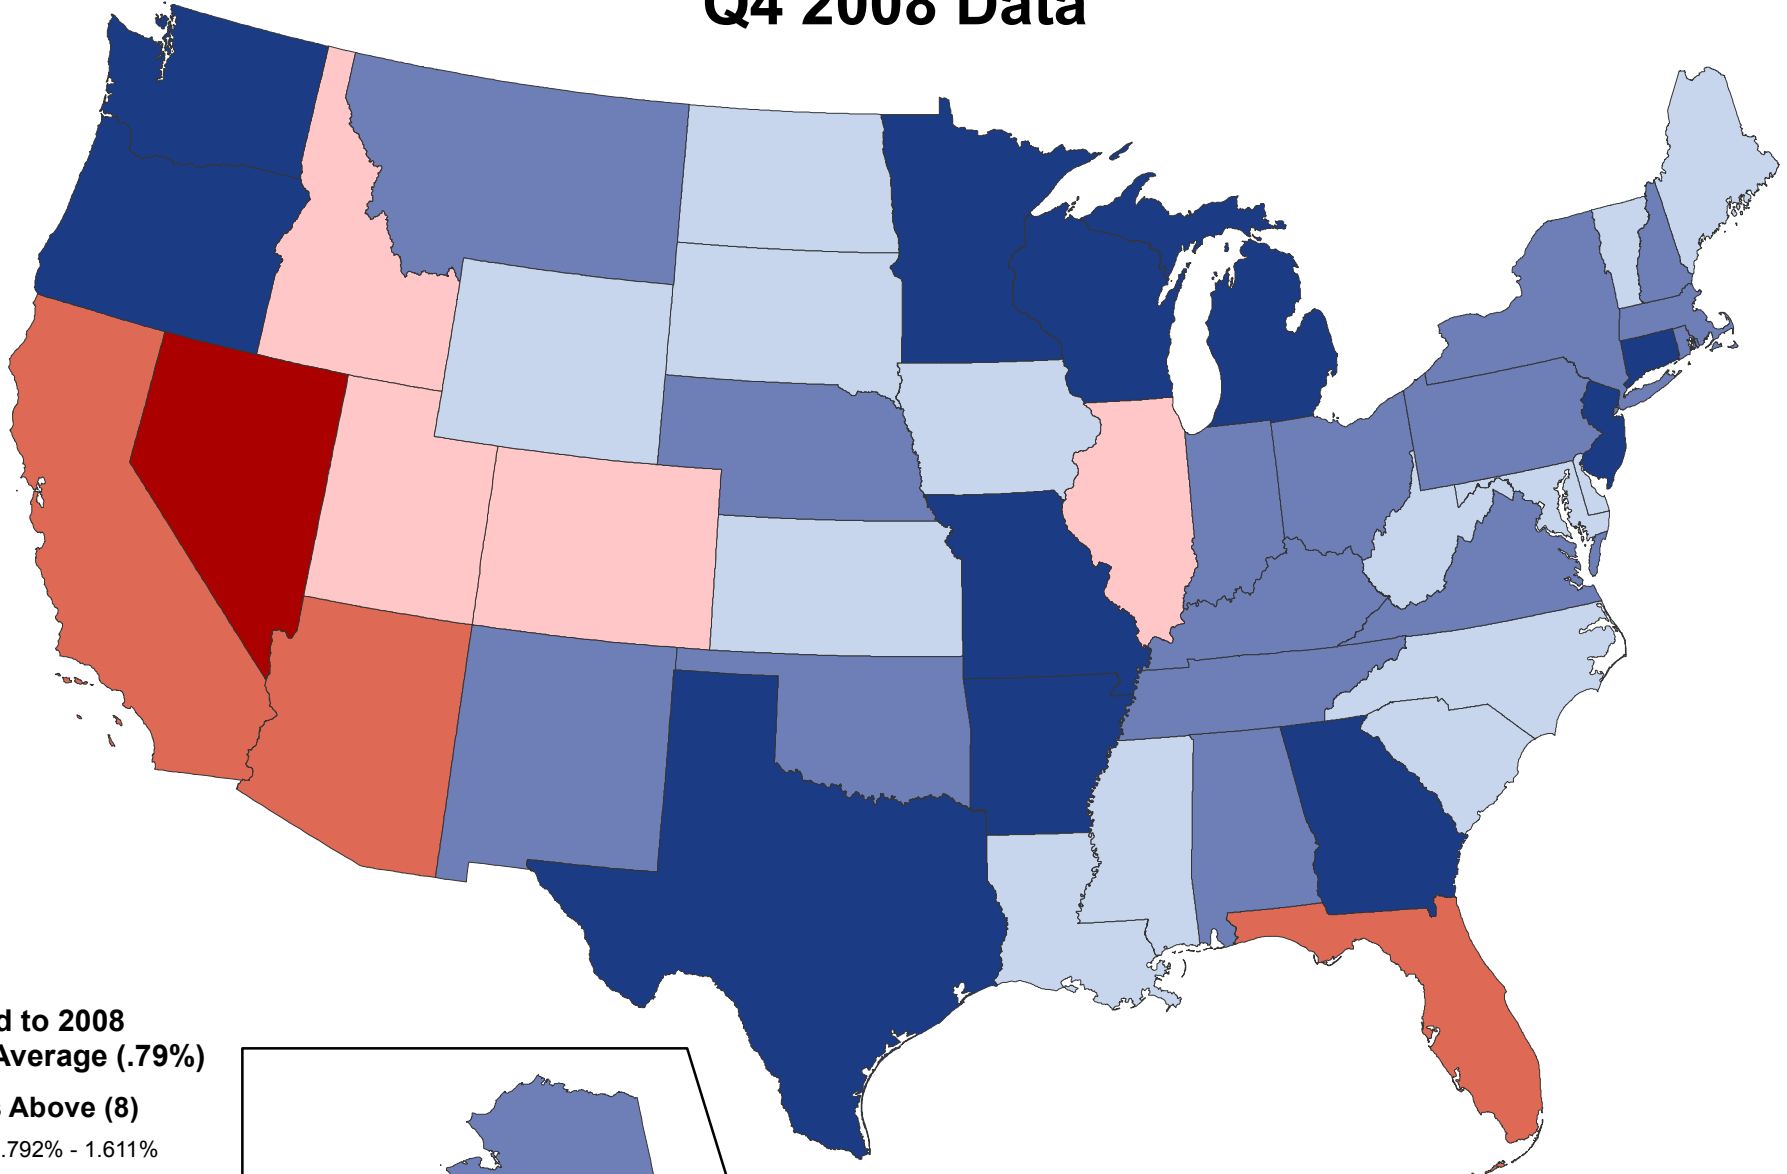 Q4 2008 Data
d to 2008
Average (.79%)
Above (8)
.792% - 1.611%